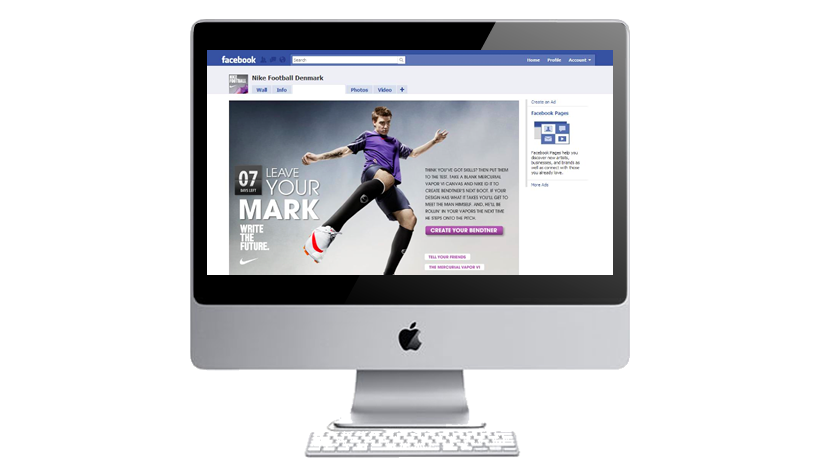 facebook
Search
Home Profile Account
Nike Football Denmark
Wall Info Photos Video +
Create an Ad
Facebook Pages
Facebook Pages help you
discover new artists,
businesses, and brands as
well as connect with those
you already love.
More Ads
07
DAYS LEFT
LEAVE
YOUR
MARK
WRITE
THE
FUTURE.
THINK YOU'VE GOT SKILLS? THEN PUT THEM
TO THE TEST. TAKE A BLANK MERCURIAL
VAPOR VI CANVAS AND NIKE ID IT TO
CREATE BENDTNER'S NEXT BOOT. IF YOUR
DESIGN HAS WHAT IT TAKES YOU'LL GET TO
MEET THE MAN HIMSELF. AND, HE'LL BE
ROLLIN' IN YOUR VAPORS THE NEXT TIME
HE STEPS ONTO THE PITCH.
CREATE YOUR BENDTNER
TELL YOUR FRIENDS
THE MERCURIAL VAPOR VI